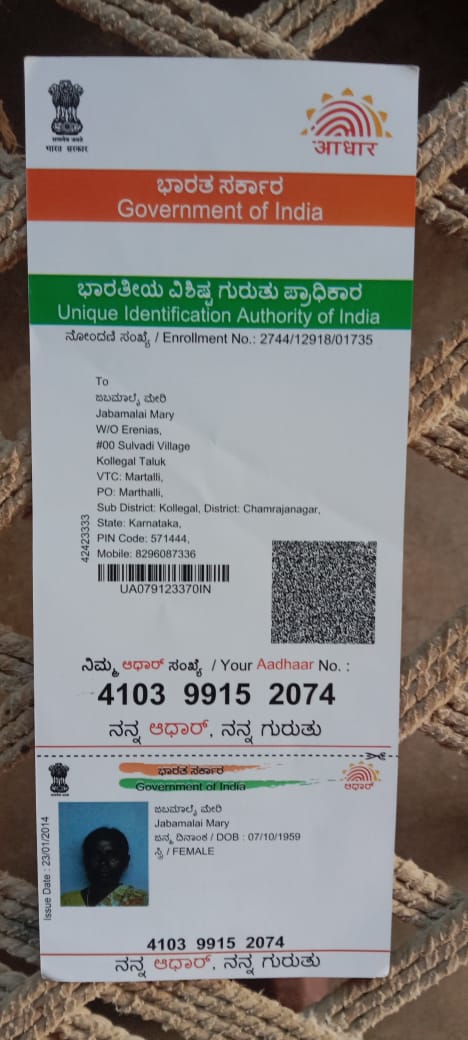 भारत सरकार
आधार
ಭಾರತ ಸರ್ಕಾರ
Government of India
ಭಾರತೀಯ ವಿಶಿಷ್ಟ ಗುರುತು ಪ್ರಾಧಿಕಾರ
Unique Identification Authority of India
ನೋಂದಣಿ ಸಂಖ್ಯೆ / Enrollment No.: 2744/12918/01735
To
ಜಬಮಾಲೈ ಮೇರಿ
Jabamalai Mary
W/O Erenias,
#00 Sulvadi Village
Kollegal Taluk
VTC: Martalli,
PO: Marthalli,
Sub District: Kollegal, District: Chamrajanagar,
State: Karnataka,
PIN Code: 571444,
Mobile: 8296087336
42423333
UA079123370IN
ನಿಮ್ಮ ಆಧಾರ್ ಸಂಖ್ಯೆ / Your Aadhaar No. :
4103 9915 2074
ನನ್ನ ಆಧಾರ್, ನನ್ನ ಗುರುತು
ಭಾರತ ಸರ್ಕಾರ
Government of India
ಆಧಾರ್
Issue Date : 23/01/2014
ಜಬಮಾಲೈ ಮೇರಿ
Jabamalai Mary
ಜನ್ಮ ದಿನಾಂಕ / DOB : 07/10/1959
ಸ್ತ್ರೀ / FEMALE
4103 9915 2074
ನನ್ನ ಆಧಾರ್, ನನ್ನ ಗುರುತು